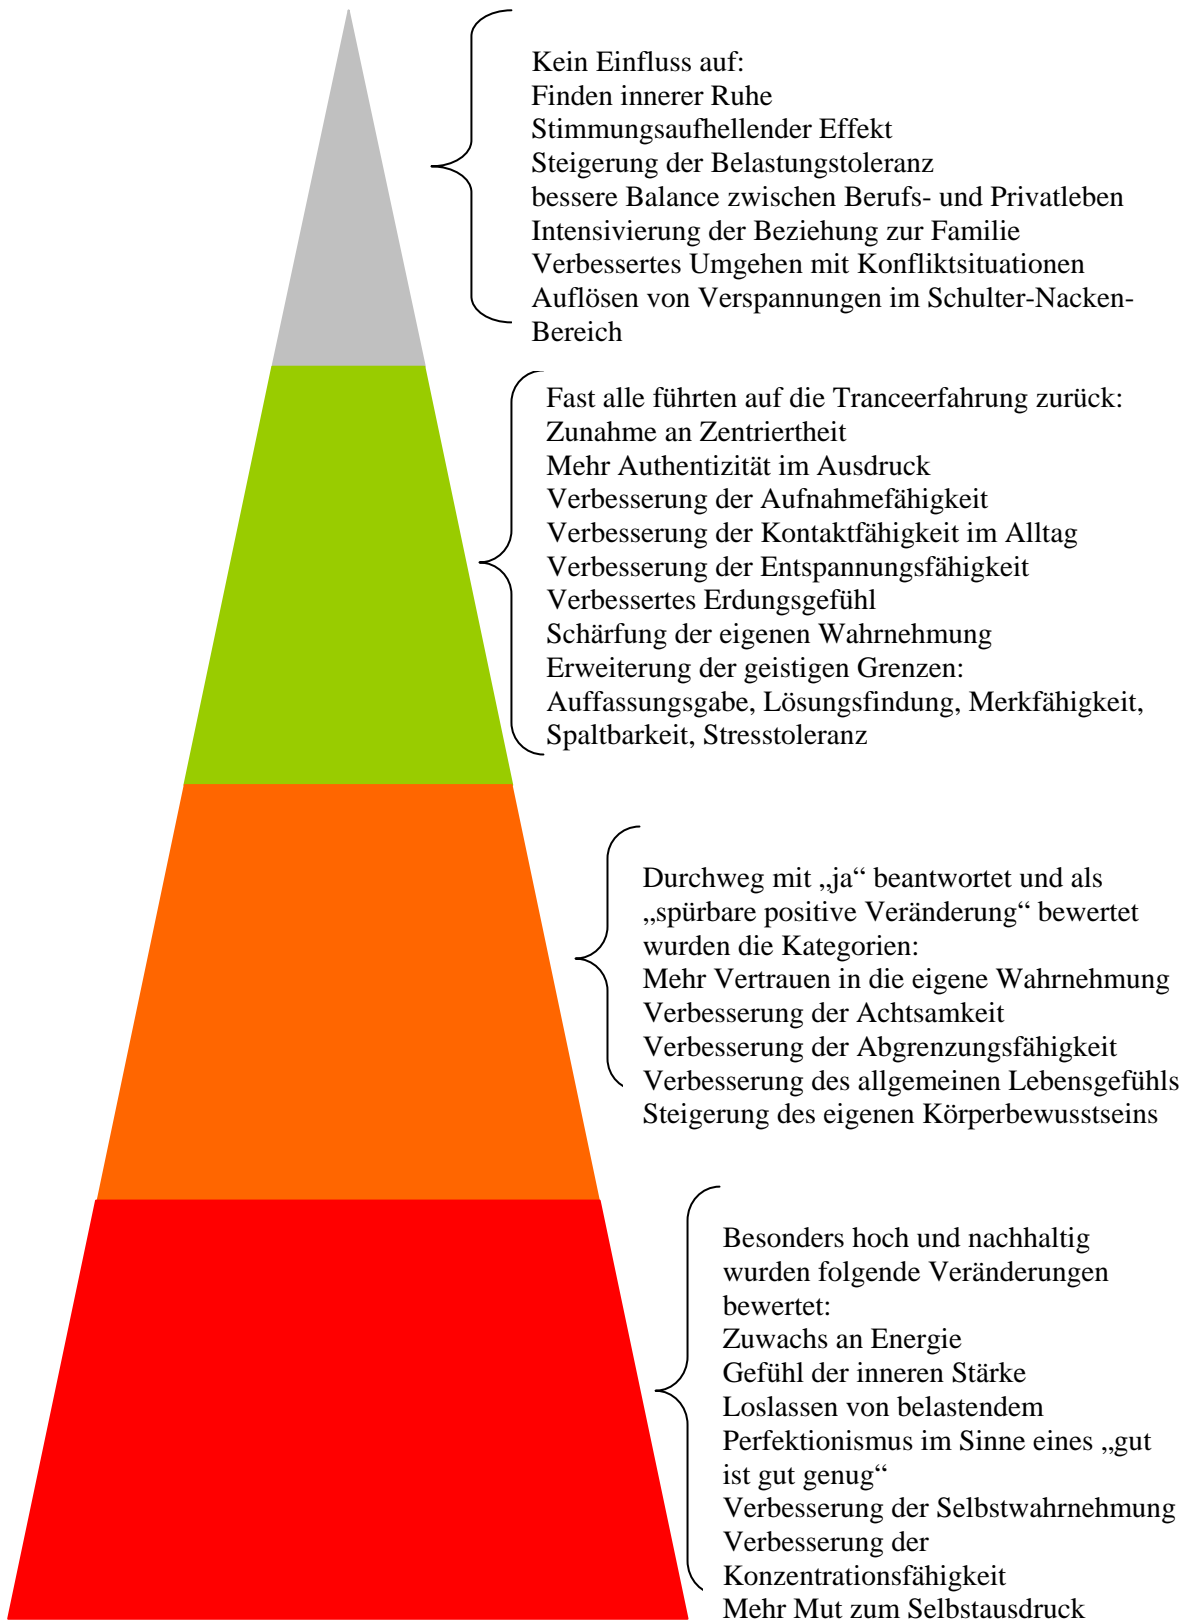 Kein Einfluss auf:
Finden innerer Ruhe
Stimmungsaufhellender Effekt
Steigerung der Belastungstoleranz
bessere Balance zwischen Berufs- und Privatleben
Intensivierung der Beziehung zur Familie
Verbessertes Umgehen mit Konfliktsituationen
Auflösen von Verspannungen im Schulter-Nacken-
Bereich
Fast alle führten auf die Tranceerfahrung zurück:
Zunahme an Zentriertheit
Mehr Authentizität im Ausdruck
Verbesserung der Aufnahmefähigkeit
Verbesserung der Kontaktfähigkeit im Alltag
Verbesserung der Entspannungsfähigkeit
Verbessertes Erdungsgefühl
Schärfung der eigenen Wahrnehmung
Erweiterung der geistigen Grenzen:
Auffassungsgabe, Lösungsfindung, Merkfähigkeit,
Spaltbarkeit, Stresstoleranz
Durchweg mit „ja“ beantwortet und als
„spürbare positive Veränderung“ bewertet
wurden die Kategorien:
Mehr Vertrauen in die eigene Wahrnehmung
Verbesserung der Achtsamkeit
Verbesserung der Abgrenzungsfähigkeit
Verbesserung des allgemeinen Lebensgefühls
Steigerung des eigenen Körperbewusstseins
Besonders hoch und nachhaltig
wurden folgende Veränderungen
bewertet:
Zuwachs an Energie
Gefühl der inneren Stärke
Loslassen von belastendem
Perfektionismus im Sinne eines „gut
ist gut genug“
Verbesserung der Selbstwahrnehmung
Verbesserung der
Konzentrationsfähigkeit
Mehr Mut zum Selbstausdruck